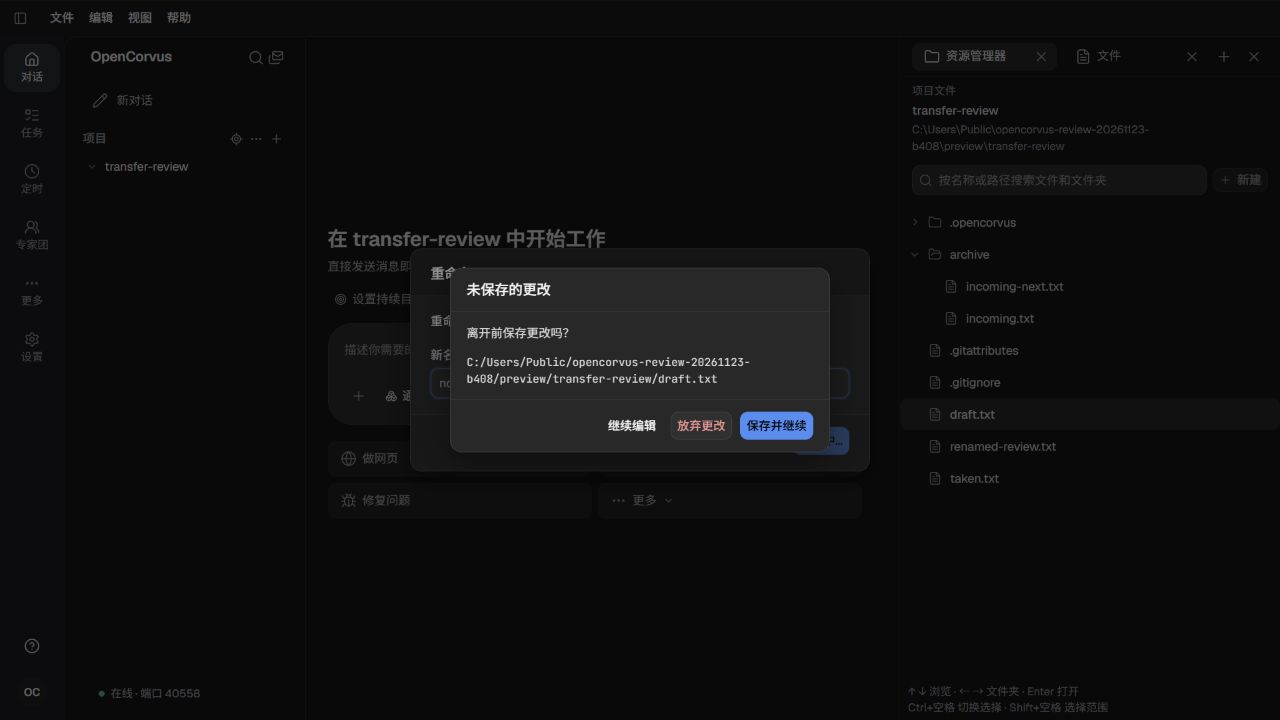 文件 编辑 视图 帮助
对话
任务
定时
专家团
更多
设置
OC
OpenCorvus
新对话
项目
transfer-review
在线 · 端口 40558
在 transfer-review 中开始工作
直接发送消息即
设置持续目
描述你需要的
做网页
修复问题
更多
重命
新名
未保存的更改
离开前保存更改吗?
C:/Users/Public/opencorvus-review-20261123-
b408/preview/transfer-review/draft.txt
继续编辑 放弃更改 保存并继续
资源管理器 文件
项目文件
transfer-review
C:\Users\Public\opencorvus-review-20261123-
b408\preview\transfer-review
按名称或路径搜索文件和文件夹
新建
.opencorvus
archive
incoming-next.txt
incoming.txt
.gitattributes
.gitignore
draft.txt
renamed-review.txt
taken.txt
↑↓ 浏览 · ←→ 文件夹 · Enter 打开
Ctrl+空格 切换选择 · Shift+空格 选择范围